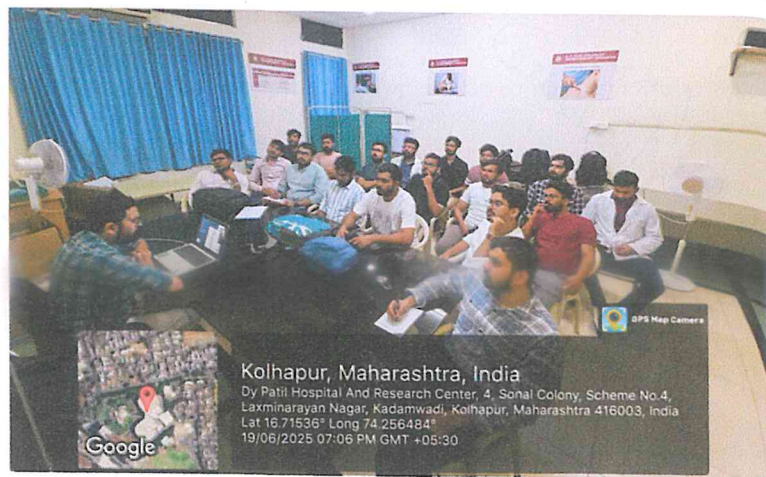 GPS Map Camera
Kolhapur, Maharashtra, India
Dy Patil Hospital And Research Center, 4, Sonal Colony, Scheme No.4,
Laxminarayan Nagar, Kadamwadi, Kolhapur, Maharashtra 416003, India
Lat 16.71536° Long 74.256484°
19/06/2025 07:06 PM GMT +05:30
Google